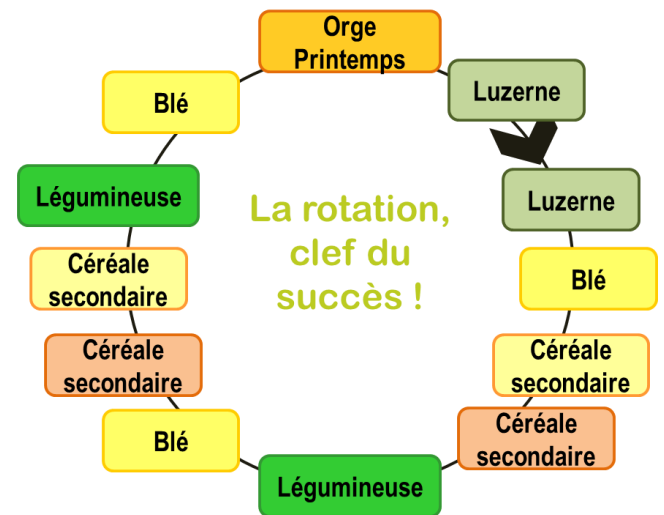 Orge
Printemps
Luzerne
Luzerne
Blé
Céréale
secondaire
Céréale
secondaire
Légumineuse
Blé
Céréale
secondaire
Céréale
secondaire
Légumineuse
Blé
La rotation,
clef du
succès !